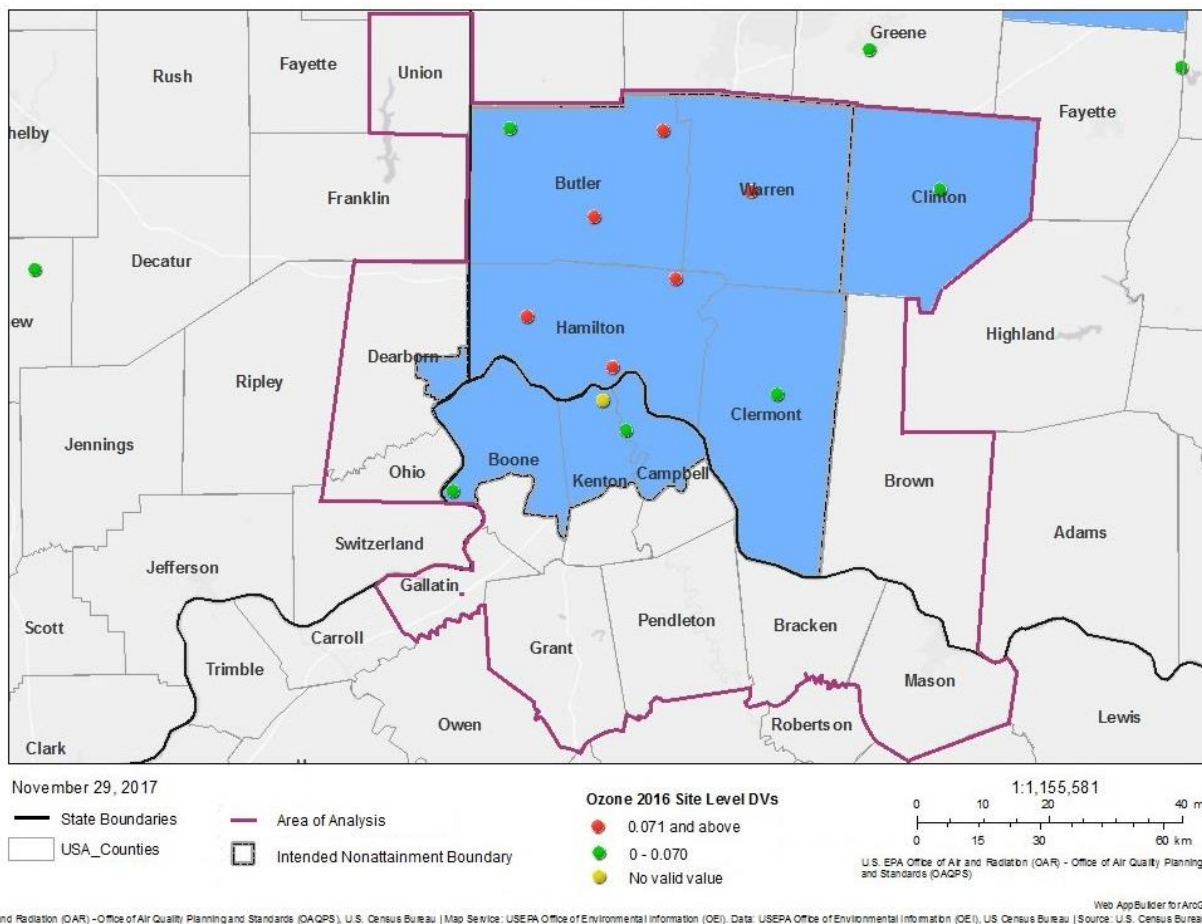 Greene
Rush
Fayette
Union
Fayette
helby
Butler
Warren
Clinton
Franklin
Decatur
ew
Hamilton
Highland
Dearborn
Ripley
Clermont
Jennings
Boone
Ohio
Kenton
Campbell
Brown
Adams
Switzerland
Jefferson
Gallatin
Scott
Carroll
Pendleton
Bracken
Grant
Trimble
Mason
Owen
Robertson
Lewis
Clark
November 29, 2017
1:1,155,581
State Boundaries
Area of Analysis
USA_Counties
Intended Nonattainment Boundary
Ozone 2016 Site Level DVs
0.071 and above
0 - 0.070
No valid value
0 10 20 40 m
0 15 30 60 km
U.S. EPA Office of Air and Radiation (OAR) - Office of Air Quality Planning
and Standards (OAQPS)
Web AppBuilder for Arc
nd Radiation (OAR) - Office of Air Quality Planning and Standards (OAQPS), U.S. Census Bureau | Map Service: USEPA Office of Environmental Information (OEI), Data: USEPA Office of Environmental Information (OEI), US Census Bureau | Source: U.S. Census Bureau